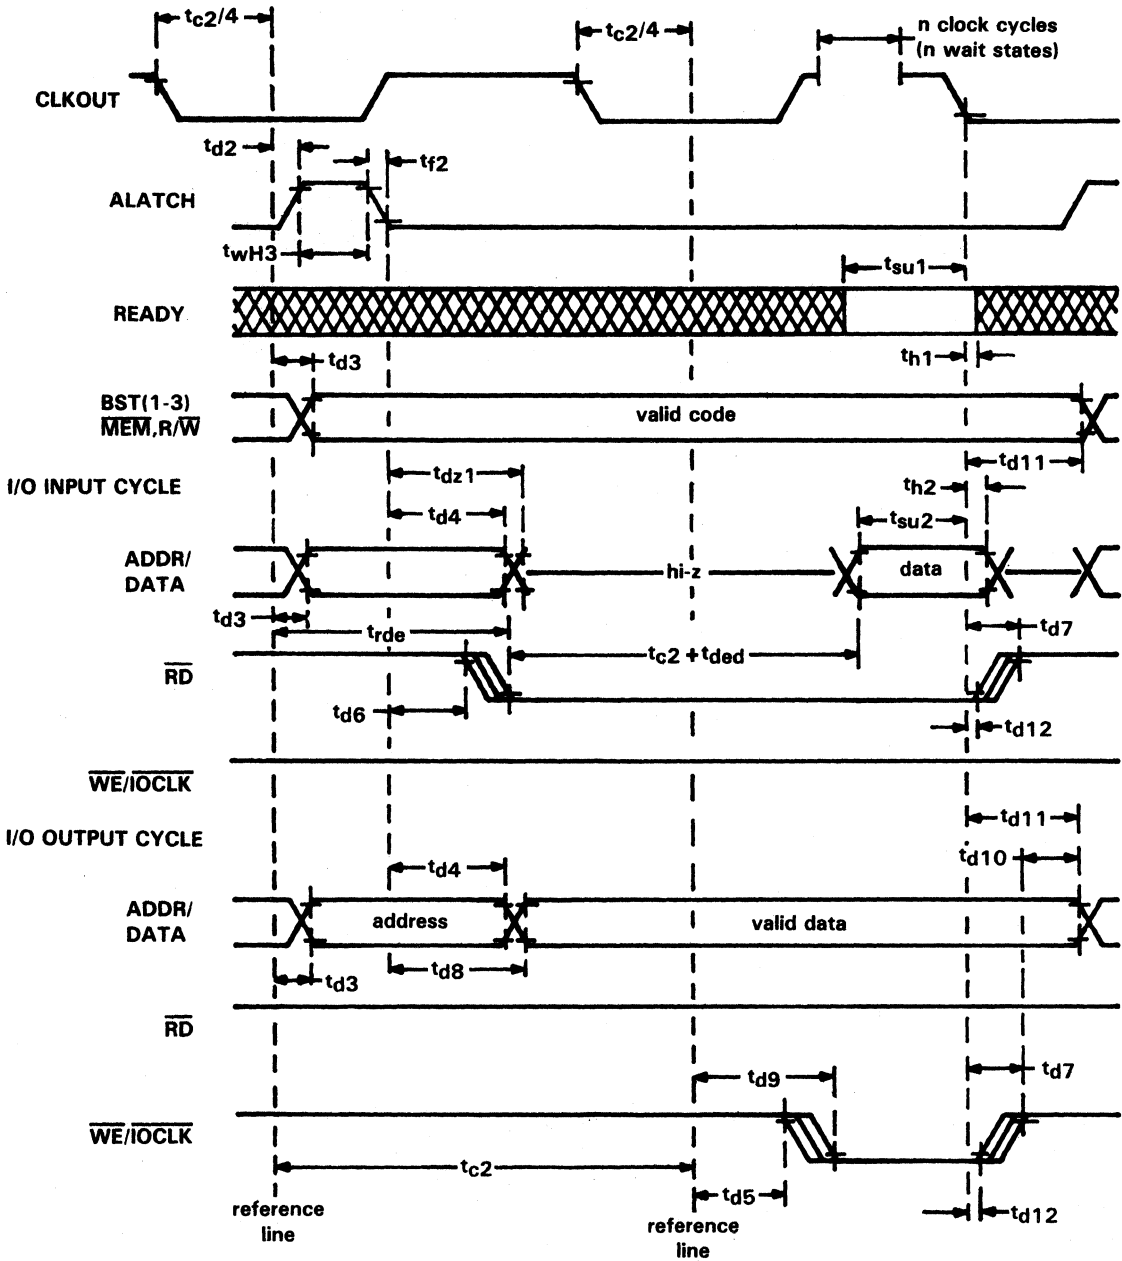 tc2/4
tc2/4
n clock cycles
(n wait states)
CLKOUT
td2
tf2
ALATCH
twH3
tsu1
READY
th1
td3
BST(1-3)
MEM,R/W
valid code
td11
I/O INPUT CYCLE
tdz1
th2
td4
tsu2
ADDR/
DATA
hi-z
data
td3
trde
td7
RD
tc2 + tded
td6
td12
WE/IOCLK
I/O OUTPUT CYCLE
td11
td4
td10
ADDR/
DATA
address
valid data
td8
td3
RD
td9
td7
WE/IOCLK
tc2
td5
td12
reference
line
reference
line